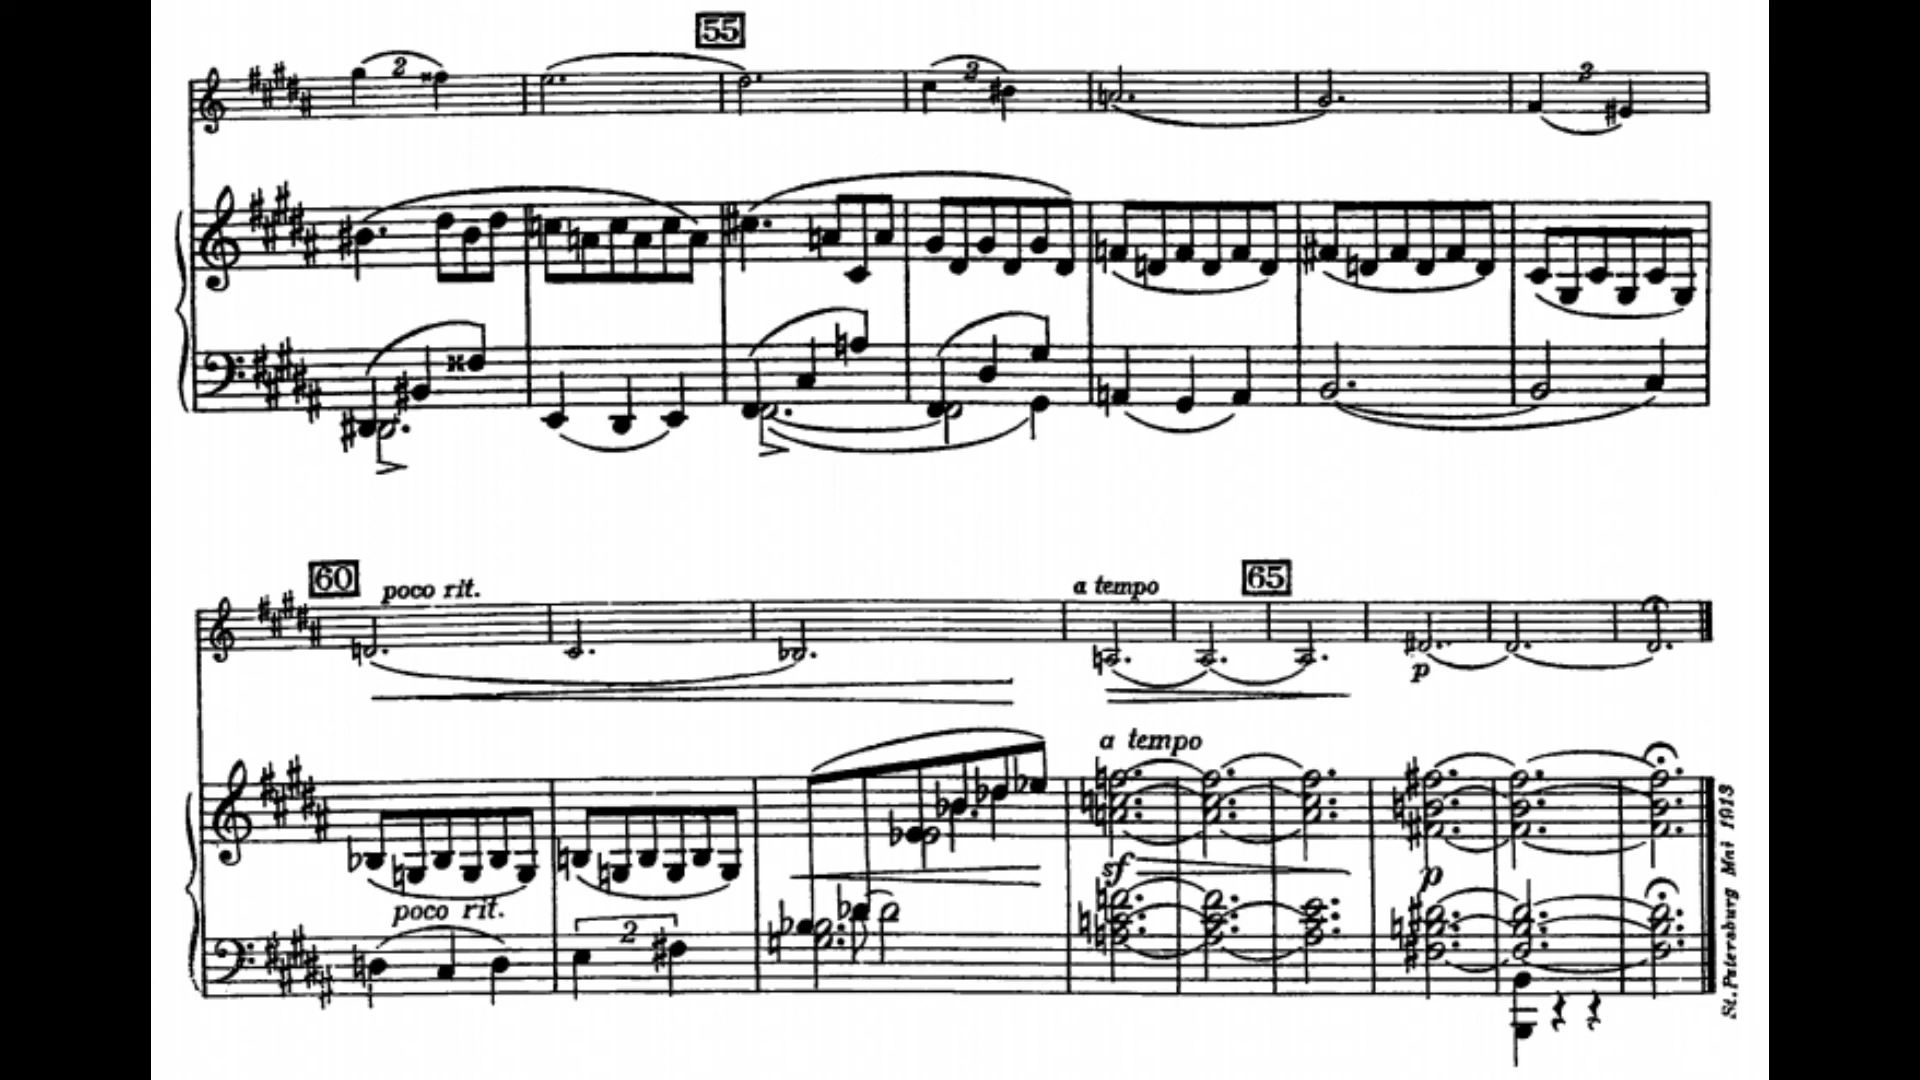 55
2
2
2
60
poco rit.
a tempo
65
p
a tempo
sf
p
poco rit.
2
St. Petersburg Mai 1913